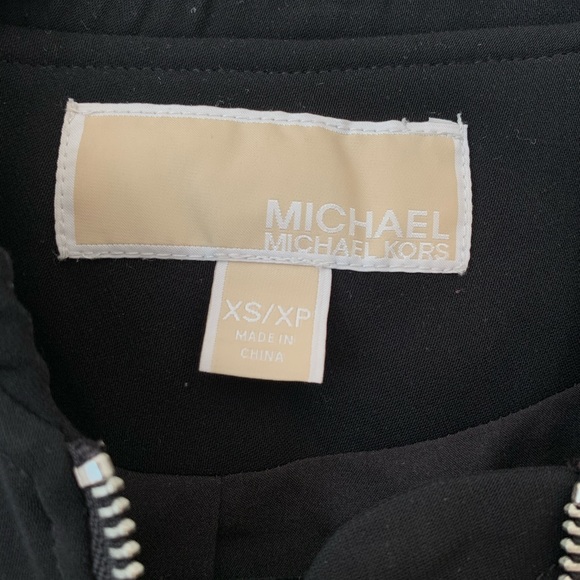 MICHAEL
MICHAEL KORS
XS/XP
MADE IN
CHINA